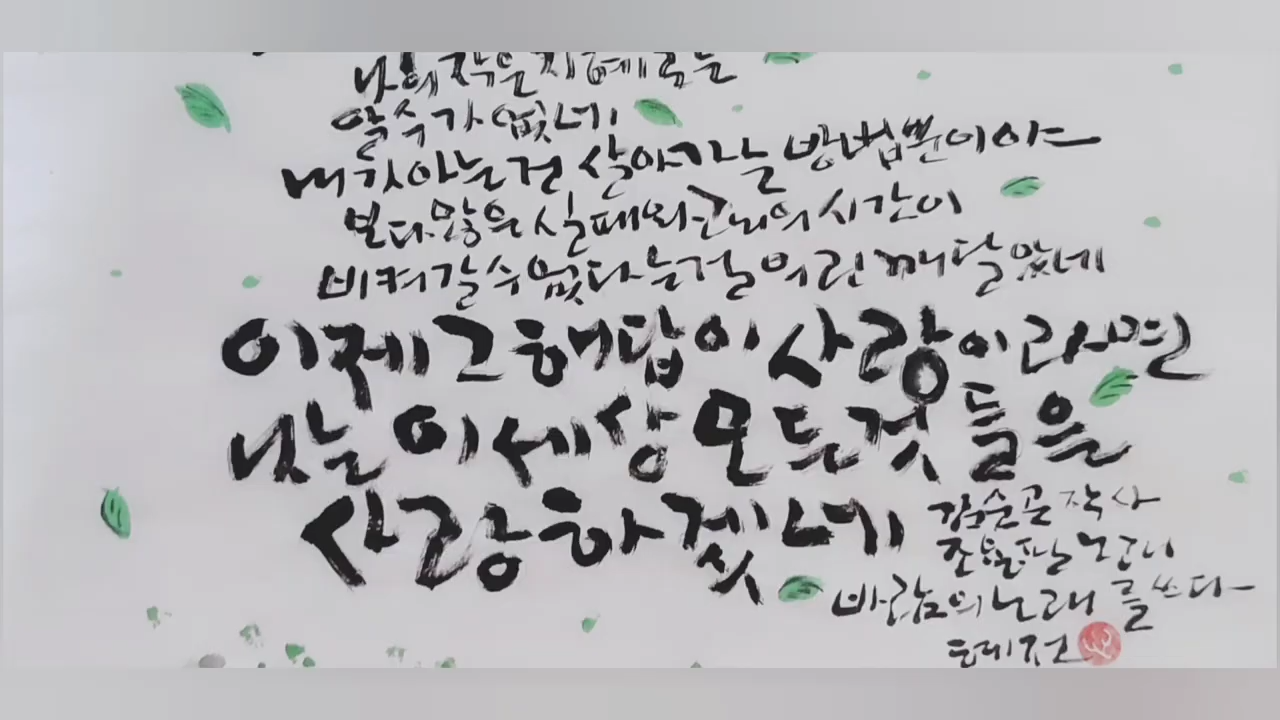 나의 작은 지혜로는
알수가 없네
내가 아는건 살아가는 방법뿐이야
보다 많은 실패와 고뇌의 시간이
비켜갈수 없다는걸 우린 깨달았네
이제 그 해답이 사랑이라면
나는 이 세상 모든것들을
사랑하겠네
김순곤 작사
조용필 노래
바람의 노래를 쓰다